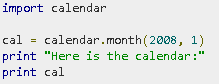 import calendar
cal = calendar.month(2008, 1)
print "Here is the calendar:"
print cal